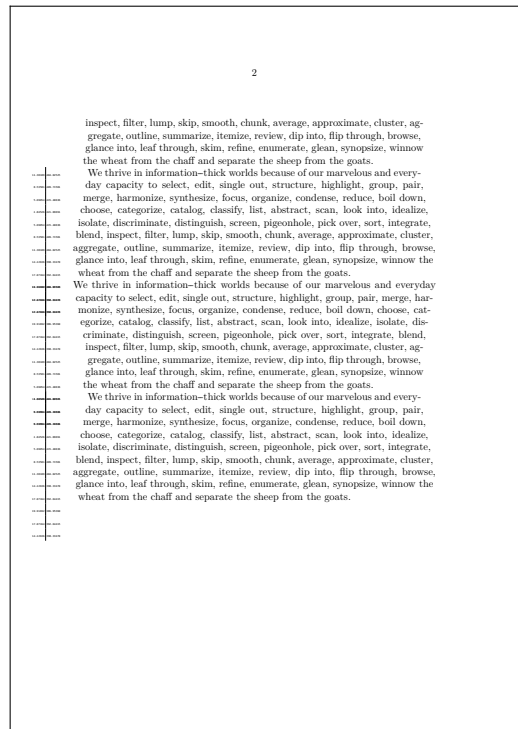 2
inspect, filter, lump, skip, smooth, chunk, average, approximate, cluster, ag-
gregate, outline, summarize, itemize, review, dip into, flip through, browse,
glance into, leaf through, skim, refine, enumerate, glean, synopsize, winnow
the wheat from the chaff and separate the sheep from the goats.
We thrive in information–thick worlds because of our marvelous and every-
day capacity to select, edit, single out, structure, highlight, group, pair,
merge, harmonize, synthesize, focus, organize, condense, reduce, boil down,
choose, categorize, catalog, classify, list, abstract, scan, look into, idealize,
isolate, discriminate, distinguish, screen, pigeonhole, pick over, sort, integrate,
blend, inspect, filter, lump, skip, smooth, chunk, average, approximate, cluster,
aggregate, outline, summarize, itemize, review, dip into, flip through, browse,
glance into, leaf through, skim, refine, enumerate, glean, synopsize, winnow the
wheat from the chaff and separate the sheep from the goats.
We thrive in information–thick worlds because of our marvelous and everyday
capacity to select, edit, single out, structure, highlight, group, pair, merge, har-
monize, synthesize, focus, organize, condense, reduce, boil down, choose, cat-
egorize, catalog, classify, list, abstract, scan, look into, idealize, isolate, dis-
criminate, distinguish, screen, pigeonhole, pick over, sort, integrate, blend,
inspect, filter, lump, skip, smooth, chunk, average, approximate, cluster, ag-
gregate, outline, summarize, itemize, review, dip into, flip through, browse,
glance into, leaf through, skim, refine, enumerate, glean, synopsize, winnow
the wheat from the chaff and separate the sheep from the goats.
We thrive in information–thick worlds because of our marvelous and every-
day capacity to select, edit, single out, structure, highlight, group, pair,
merge, harmonize, synthesize, focus, organize, condense, reduce, boil down,
choose, categorize, catalog, classify, list, abstract, scan, look into, idealize,
isolate, discriminate, distinguish, screen, pigeonhole, pick over, sort, integrate,
blend, inspect, filter, lump, skip, smooth, chunk, average, approximate, cluster,
aggregate, outline, summarize, itemize, review, dip into, flip through, browse,
glance into, leaf through, skim, refine, enumerate, glean, synopsize, winnow the
wheat from the chaff and separate the sheep from the goats.